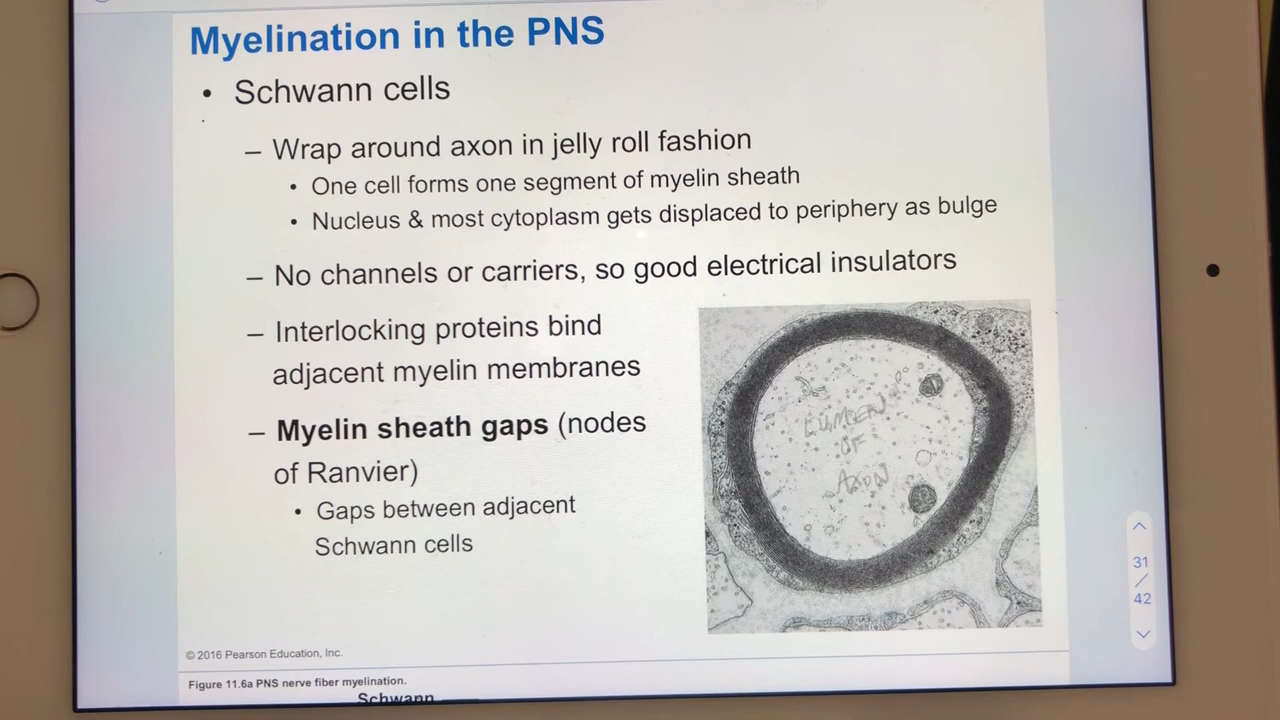 Myelination in the PNS
• Schwann cells
– Wrap around axon in jelly roll fashion
• One cell forms one segment of myelin sheath
• Nucleus & most cytoplasm gets displaced to periphery as bulge
– No channels or carriers, so good electrical insulators
– Interlocking proteins bind
adjacent myelin membranes
– Myelin sheath gaps (nodes
of Ranvier)
• Gaps between adjacent
Schwann cells
LUMEN
OF
AXON
31
/
42
© 2016 Pearson Education, Inc.
Figure 11.6a PNS nerve fiber myelination.
Schwann